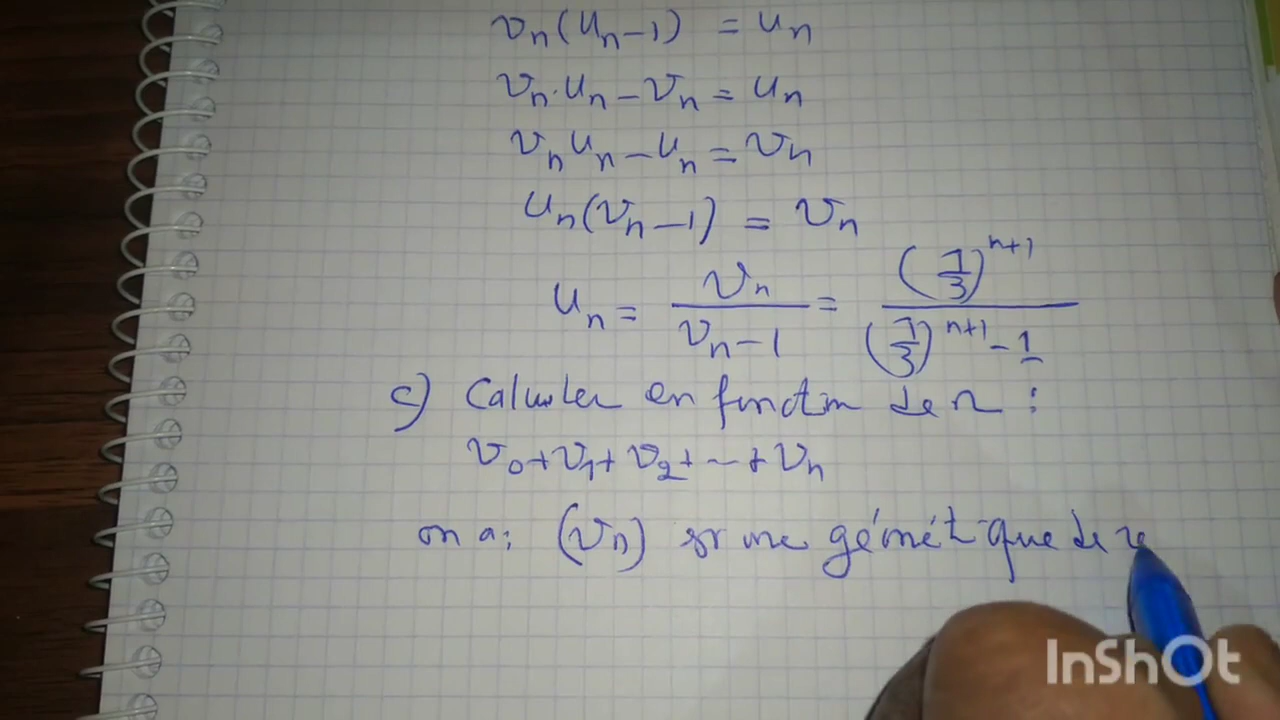 vₙ(uₙ-1) = uₙ
vₙ.uₙ - vₙ = uₙ
vₙuₙ - uₙ = vₙ
uₙ(vₙ-1) = vₙ
uₙ = vₙ/(vₙ-1) = (1/3)ⁿ⁺¹/((1/3)ⁿ⁺¹ - 1)
c) Calculer en fonction de n :
v₀+v₁+v₂+--+vₙ
on a: (vₙ) géométrique de
InShOt